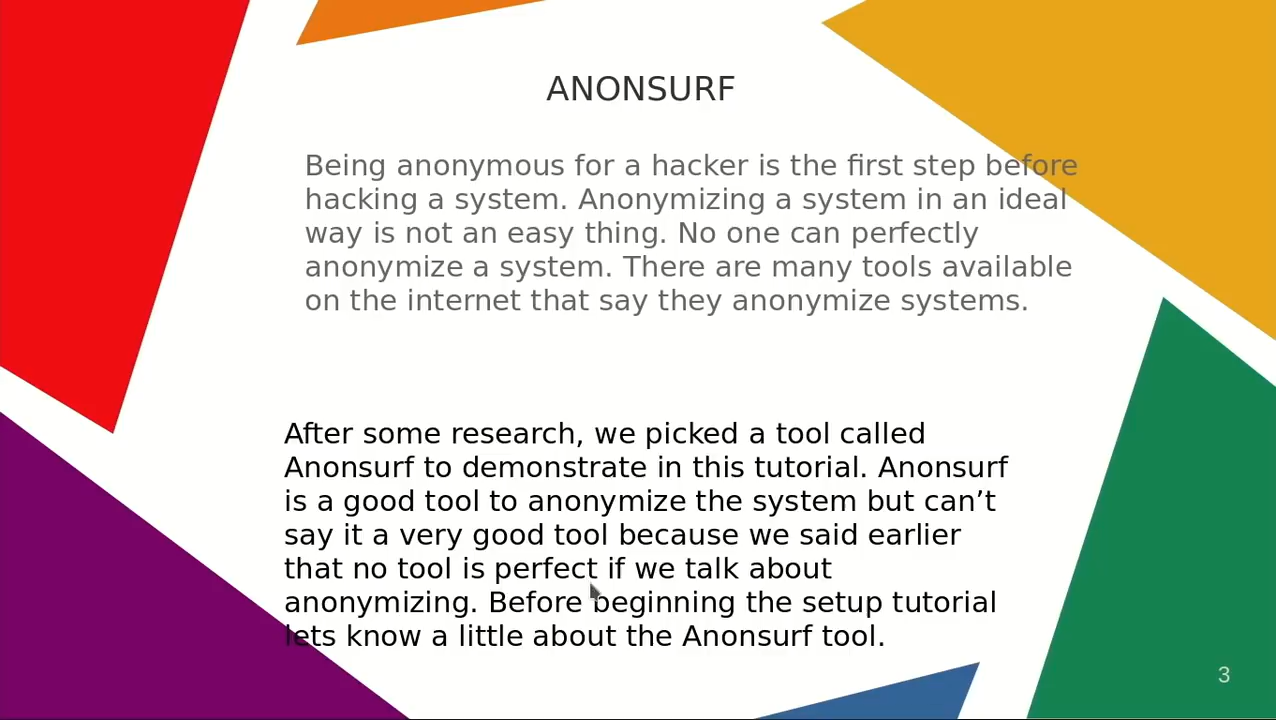 ANONSURF
Being anonymous for a hacker is the first step before
hacking a system. Anonymizing a system in an ideal
way is not an easy thing. No one can perfectly
anonymize a system. There are many tools available
on the internet that say they anonymize systems.
After some research, we picked a tool called
Anonsurf to demonstrate in this tutorial. Anonsurf
is a good tool to anonymize the system but can’t
say it a very good tool because we said earlier
that no tool is perfect if we talk about
anonymizing. Before beginning the setup tutorial
lets know a little about the Anonsurf tool.
3